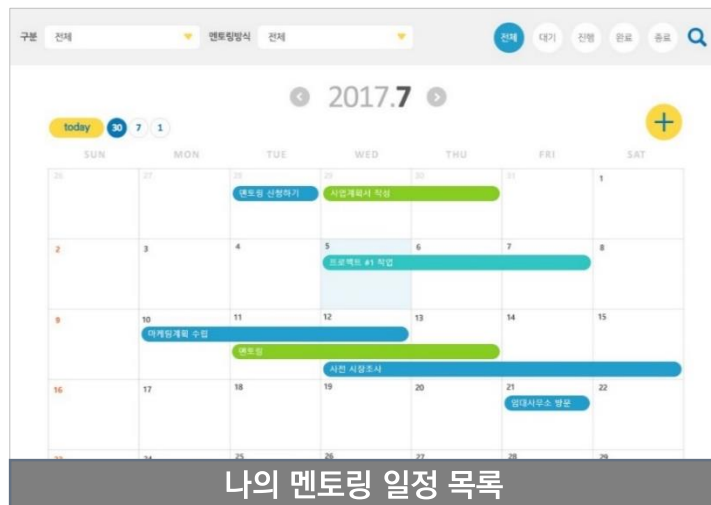 구분 전체 멘토링방식 전체 전체 대기 진행 완료 종료
2017.7
today 30 7 1
SUN MON TUE WED THU FRI SAT
26 27 28 29 30 31 1
멘토링 신청하기 사업계획서 작성
2 3 4 5 6 7 8
프로젝트 #1 작업
9 10 11 12 13 14 15
마케팅계획 수립
멘토링
사전 시장조사
16 17 18 19 20 21 22
임대사무소 방문
23 24 25 26 27 28 29
나의 멘토링 일정 목록